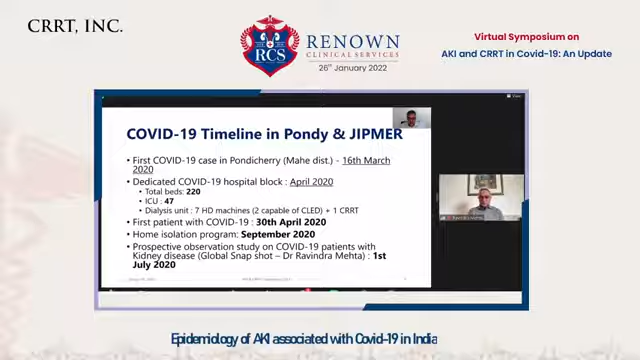 CRRT, INC.
RCS
RENOWN
CLINICAL SERVICES
26th January 2022
Virtual Symposium on
AKI and CRRT in Covid-19: An Update
COVID-19 Timeline in Pondy & JIPMER
• First COVID-19 case in Pondicherry (Mahe dist.) - 16th March
2020
• Dedicated COVID-19 hospital block : April 2020
• Total beds: 220
• ICU : 47
• Dialysis unit : 7 HD machines (2 capable of CLED) + 1 CRRT
• First patient with COVID-19 : 30th April 2020
• Home isolation program: September 2020
• Prospective observation study on COVID-19 patients with
Kidney disease (Global Snap shot – Dr Ravindra Mehta) : 1st
July 2020
Epidemiology of AKI associated with Covid-19 in India